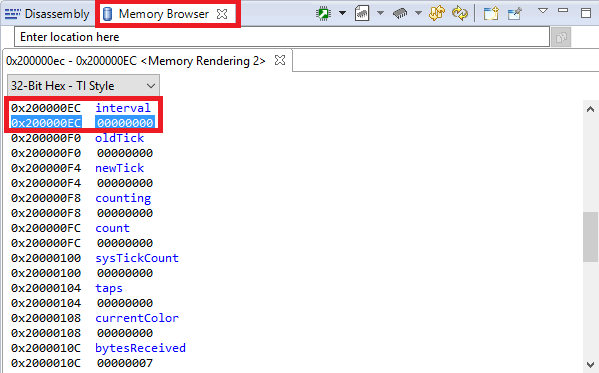 Disassembly Memory Browser
Enter location here
0x200000ec - 0x200000EC <Memory Rendering 2>
32-Bit Hex - TI Style
0x200000EC interval
0x200000EC 00000000
0x200000F0 oldTick
0x200000F0 00000000
0x200000F4 newTick
0x200000F4 00000000
0x200000F8 counting
0x200000F8 00000000
0x200000FC count
0x200000FC 00000000
0x20000100 sysTickCount
0x20000100 00000000
0x20000104 taps
0x20000104 00000000
0x20000108 currentColor
0x20000108 00000000
0x2000010C bytesReceived
0x2000010C 00000007